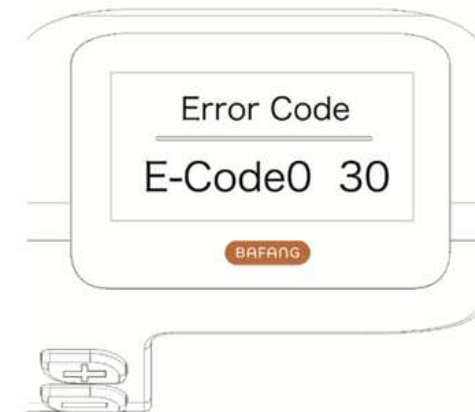 Error Code
E-Code0 30
BAFANG
+
-